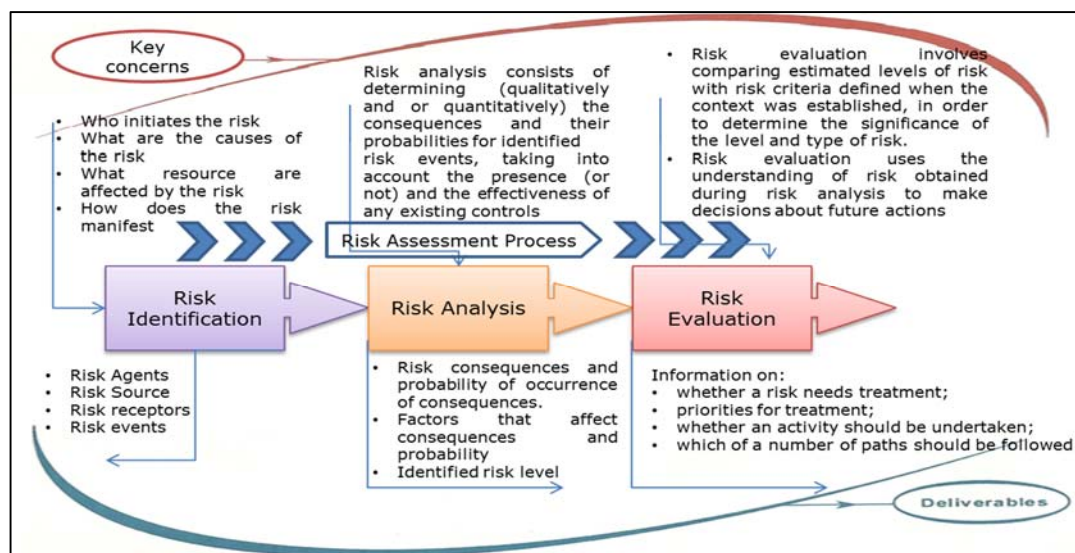 Key
concerns
• Who initiates the risk
• What are the causes of
the risk
• What resource are
affected by the risk
• How does the risk
manifest
Risk analysis consists of
determining (qualitatively
and or quantitatively) the
consequences and their
probabilities for identified
risk events, taking into
account the presence (or
not) and the effectiveness of
any existing controls
• Risk evaluation involves
comparing estimated levels of risk
with risk criteria defined when the
context was established, in order
to determine the significance of
the level and type of risk.
• Risk evaluation uses the
understanding of risk obtained
during risk analysis to make
decisions about future actions
Risk Assessment Process
Risk
Identification
Risk Analysis
Risk
Evaluation
• Risk Agents
• Risk Source
• Risk receptors
• Risk events
• Risk consequences and
probability of occurrence
of consequences.
• Factors that affect
consequences and
probability
• Identified risk level
Information on:
• whether a risk needs treatment;
• priorities for treatment;
• whether an activity should be undertaken;
• which of a number of paths should be followed
Deliverables